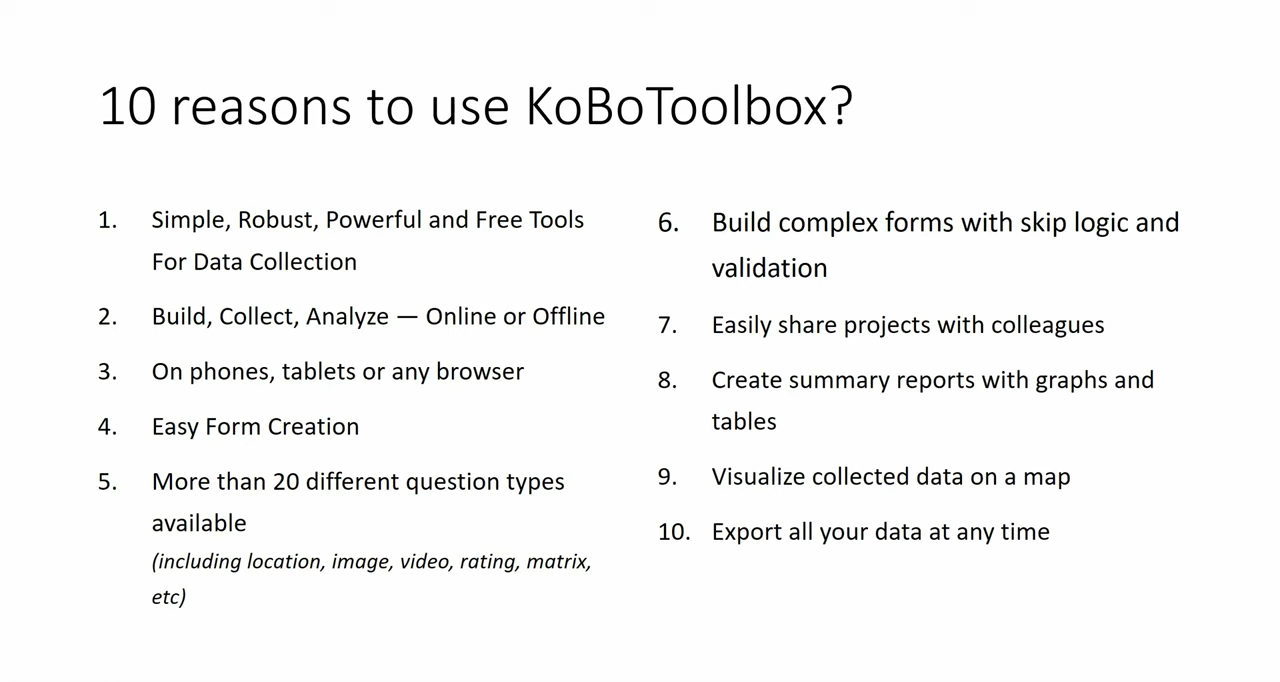 10 reasons to use KoBoToolbox?
1. Simple, Robust, Powerful and Free Tools
For Data Collection
2. Build, Collect, Analyze — Online or Offline
3. On phones, tablets or any browser
4. Easy Form Creation
5. More than 20 different question types
available
(including location, image, video, rating, matrix,
etc)
6. Build complex forms with skip logic and
validation
7. Easily share projects with colleagues
8. Create summary reports with graphs and
tables
9. Visualize collected data on a map
10. Export all your data at any time